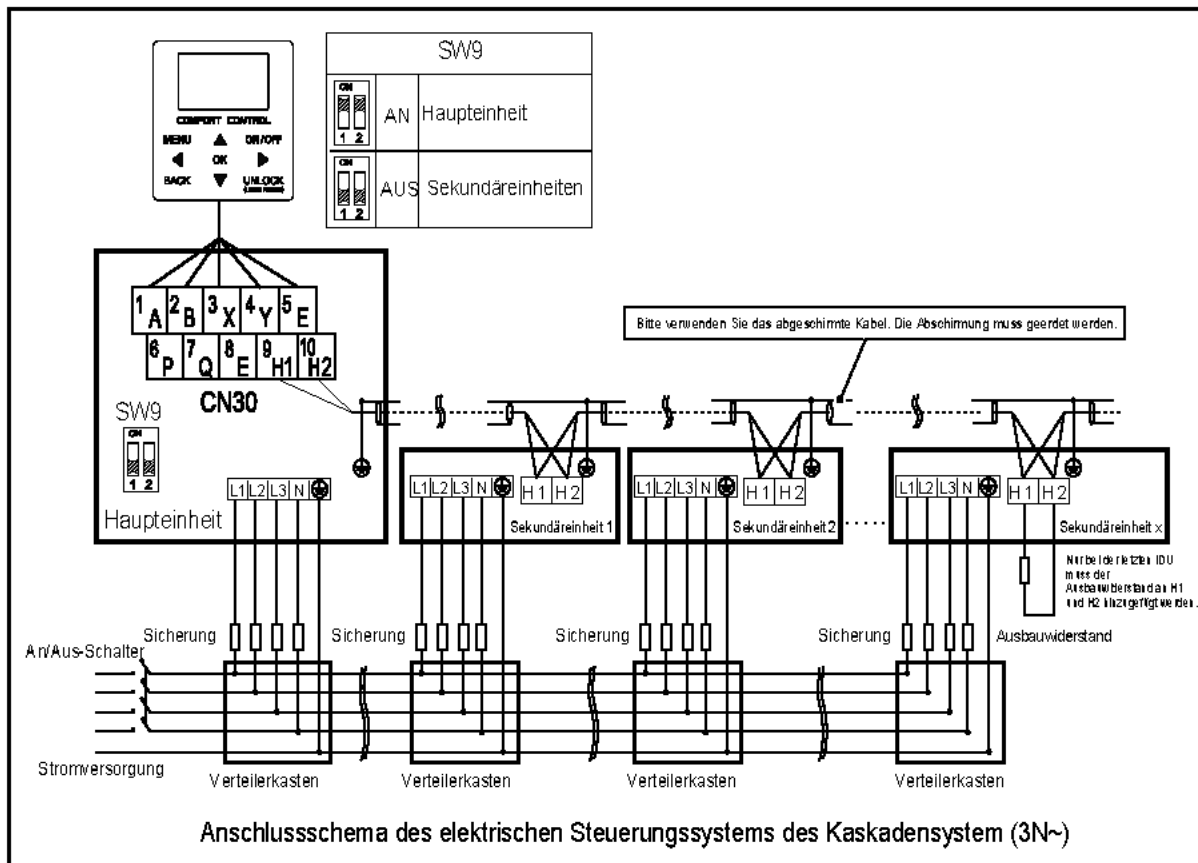 SW9
ON
1 2
AN
Haupteinheit
ON
1 2
AUS
Sekundäreinheiten
COMFORT CONTROL
MENU ON/OFF
OK
BACK UNLOCK
1 A 2 B 3 X 4 Y 5 E
6 P 7 Q 8 E 9 H1 10 H2
CN30
SW9
ON
1 2
Haupteinheit
Bitte verwenden Sie das abgeschirmte Kabel. Die Abschirmung muss geerdet werden.
L1 L2 L3 N
L1 L2 L3 N
H1 H2
Sekundäreinheit 1
L1 L2 L3 N
H1 H2
Sekundäreinheit 2
L1 L2 L3 N
H1 H2
Sekundäreinheit x
Nur bei der letzten IDU
muss der
Ausbauwiderstand an H1
und H2 hinzugefügt werden.
Sicherung
Sicherung
Sicherung
Sicherung
Ausbauwiderstand
An/Aus-Schalter
Stromversorgung
Verteilerkasten
Verteilerkasten
Verteilerkasten
Verteilerkasten
Anschlussschema des elektrischen Steuerungssystems des Kaskadensystem (3N~)